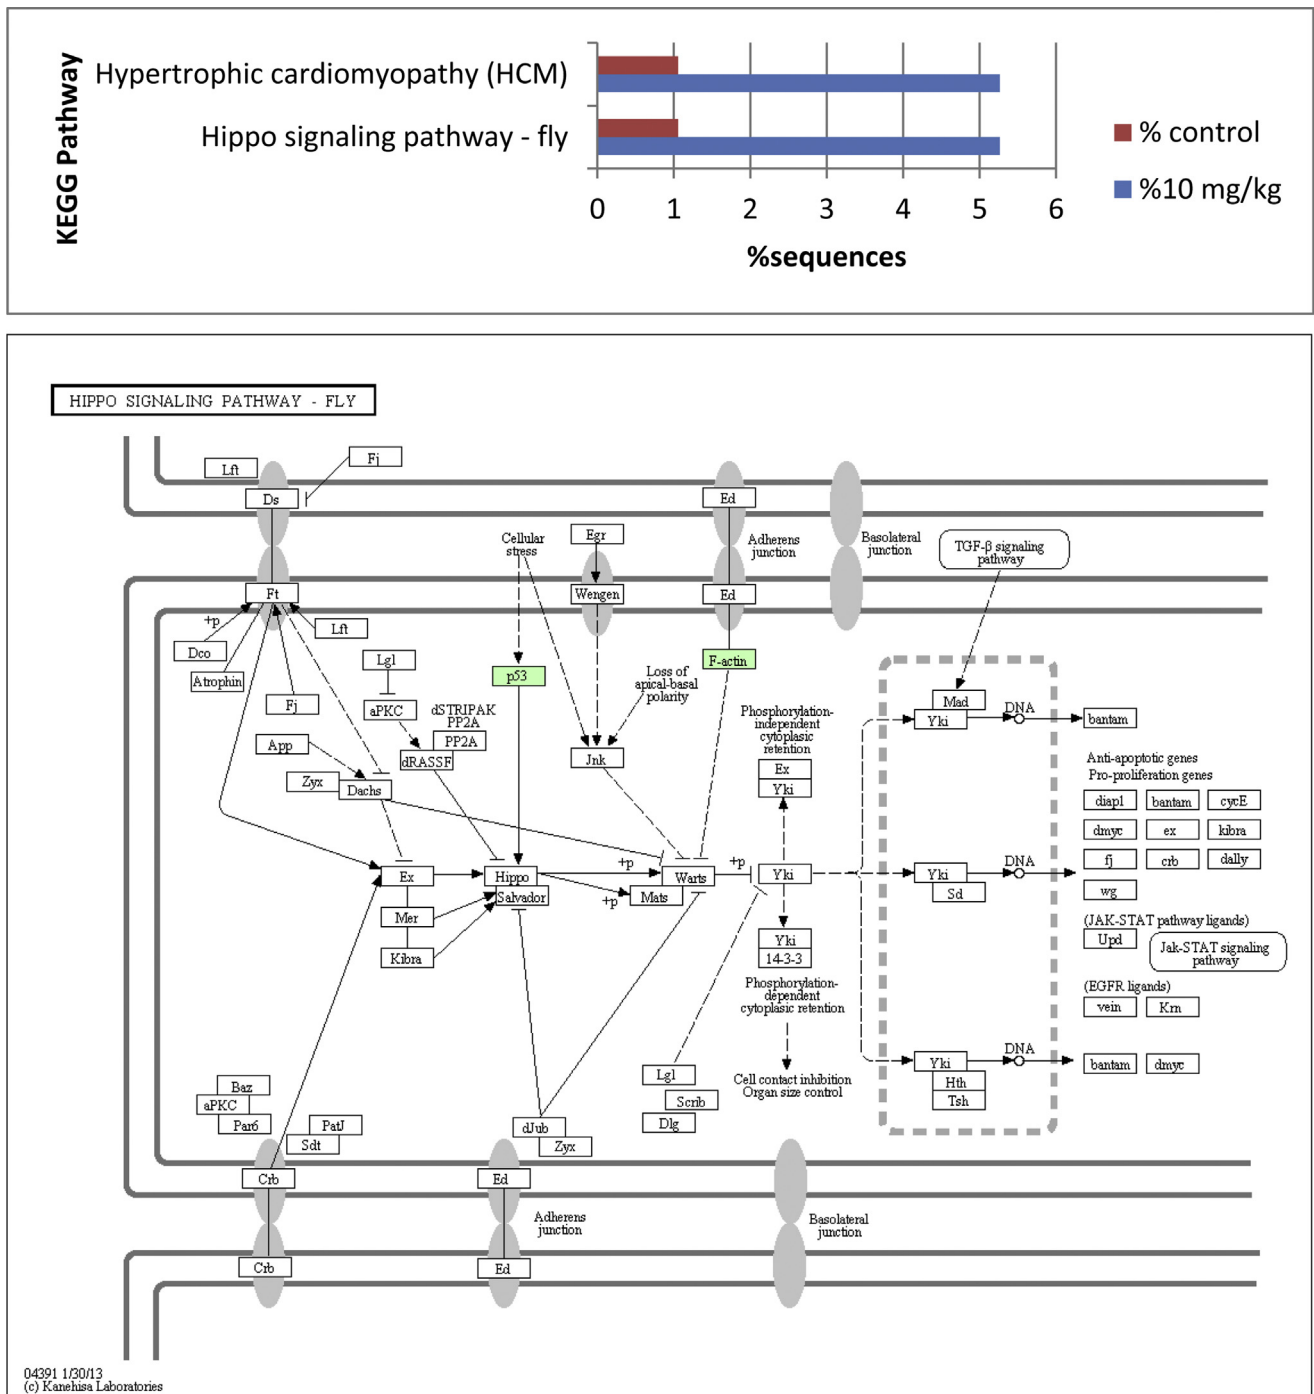 KEGG Pathway
Hypertrophic cardiomyopathy (HCM)
Hippo signaling pathway - fly
% control
%10 mg/kg
0 1 2 3 4 5 6
%sequences
HIPPO SIGNALING PATHWAY - FLY
Lft
Fj
Ds
Ed
Cellular
stress
Egr
Adherens
junction
Basolateral
junction
TGF-β signaling
pathway
Ft
Wengen
Ed
+p
Lft
Dco
Atrophin
Lgl
p53
F-actin
Fj
aPKC
dSTRIPAK
PP2A
PP2A
dRASSF
Loss of
apical-basal
polarity
Phosphorylation-
independent
cytoplasic
retention
Mad
Yki
DNA
bantam
App
Zyx
Dachs
Jnk
Ex
Yki
Anti-apoptotic genes
Pro-proliferation genes
diap1 bantam cycE
dmyc ex kibra
fj crb dally
wg
Ex
Hippo
Salvador
+p
+p
Warts
Mats
+p
Yki
Yki
Sd
DNA
Mer
Kibra
Yki
14-3-3
(JAK-STAT pathway ligands)
Upd
Jak-STAT signaling
pathway
Phosphorylation-
dependent
cytoplasic retention
(EGFR ligands)
vein Krn
Cell contact inhibition
Organ size control
Yki
Hth
Tsh
DNA
bantam dmyc
Baz
aPKC
Par6
PatJ
Sdt
dJub
Zyx
Lgl
Scrib
Dlg
Crb
Ed
Adherens
junction
Basolateral
junction
Crb
Ed
04391 1/30/13
(c) Kanehisa Laboratories